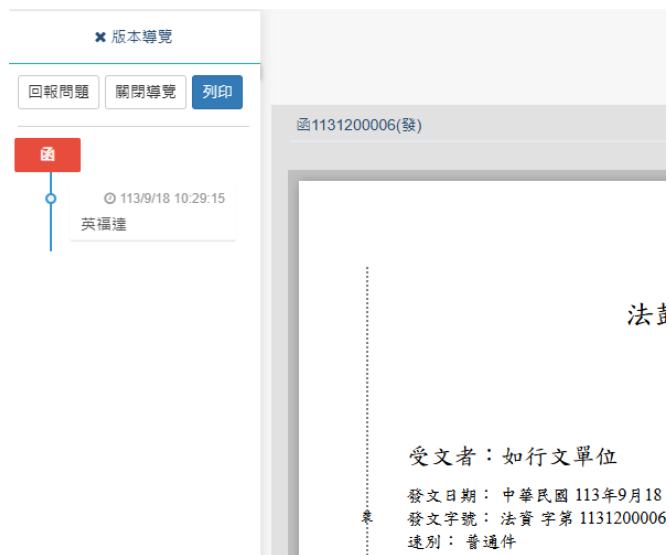 ✖ 版本導覽
回報問題 關閉導覽 列印
函
113/9/18 10:29:15
英福達
函1131200006(發)
法
受文者：如行文單位
發文日期： 中華民國 113年9月18
發文字號： 法資 字第 1131200006
速別： 普通件
裝